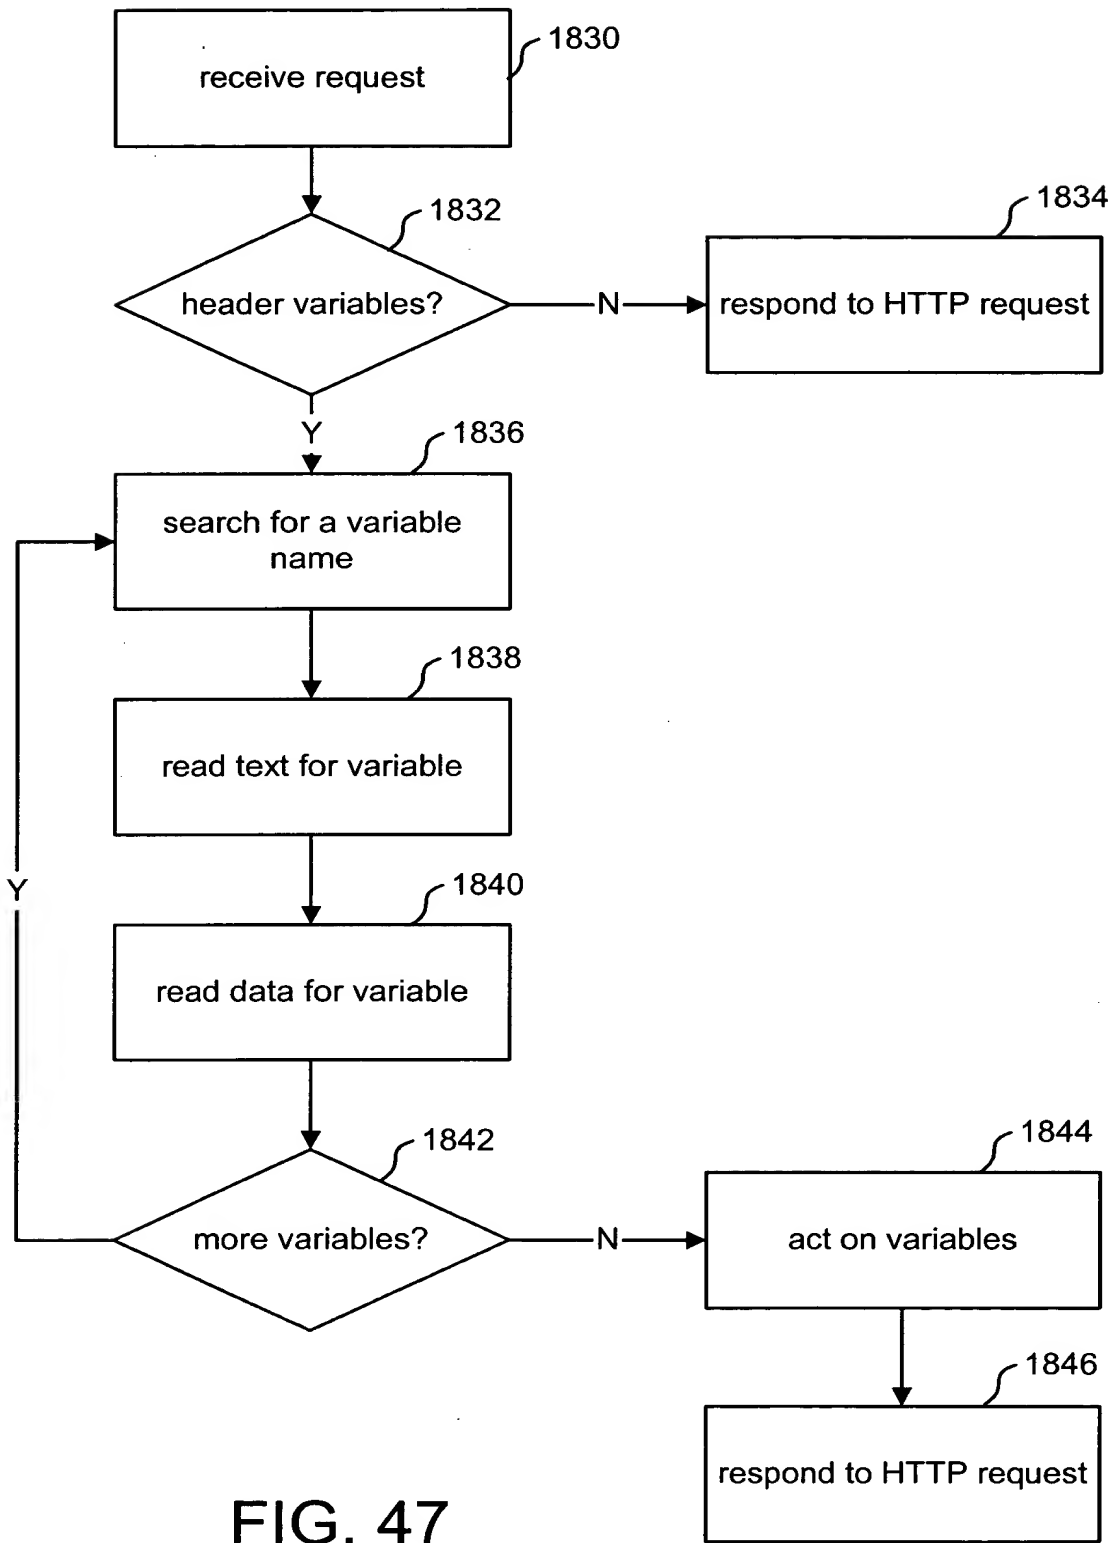 1830
receive request
1832
1834
header variables?
N
respond to HTTP request
Y
1836
search for a variable
name
1838
read text for variable
Y
1840
read data for variable
1842
1844
more variables?
N
act on variables
1846
respond to HTTP request
FIG. 47